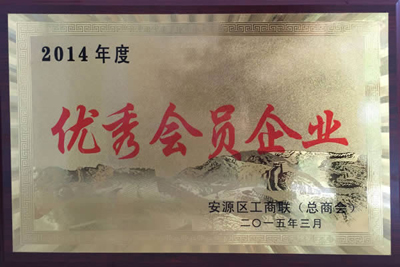 2014年度
优秀会员企业
安源区工商联（总商会）
二〇一五年三月